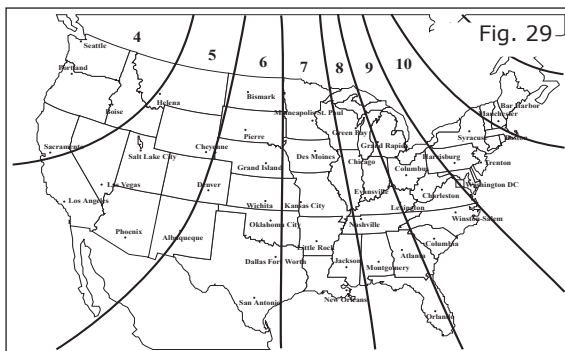 Fig. 29
4
5
6
7
8
9
10
Seattle
Portland
Boise
Helena
Bismark
Minneapolis St. Paul
Green Bay
Grand Rapids
Bar Harbor
Manchester
Boston
Syracuse
Sacramento
Salt Lake City
Cheyenne
Pierre
Grand Island
Des Moines
Chicago
Columbus
Harrisburg
Trenton
Washington DC
Las Vegas
Los Angeles
Denver
Wichita
Kansas City
Evansville
Lexington
Charleston
Winston-Salem
Phoenix
Albuqueque
Oklahoma City
Little Rock
Nashville
Columbia
Atlanta
Dallas Fort Worth
Jackson
Montgomery
San Antonio
New Orleans
Orlando